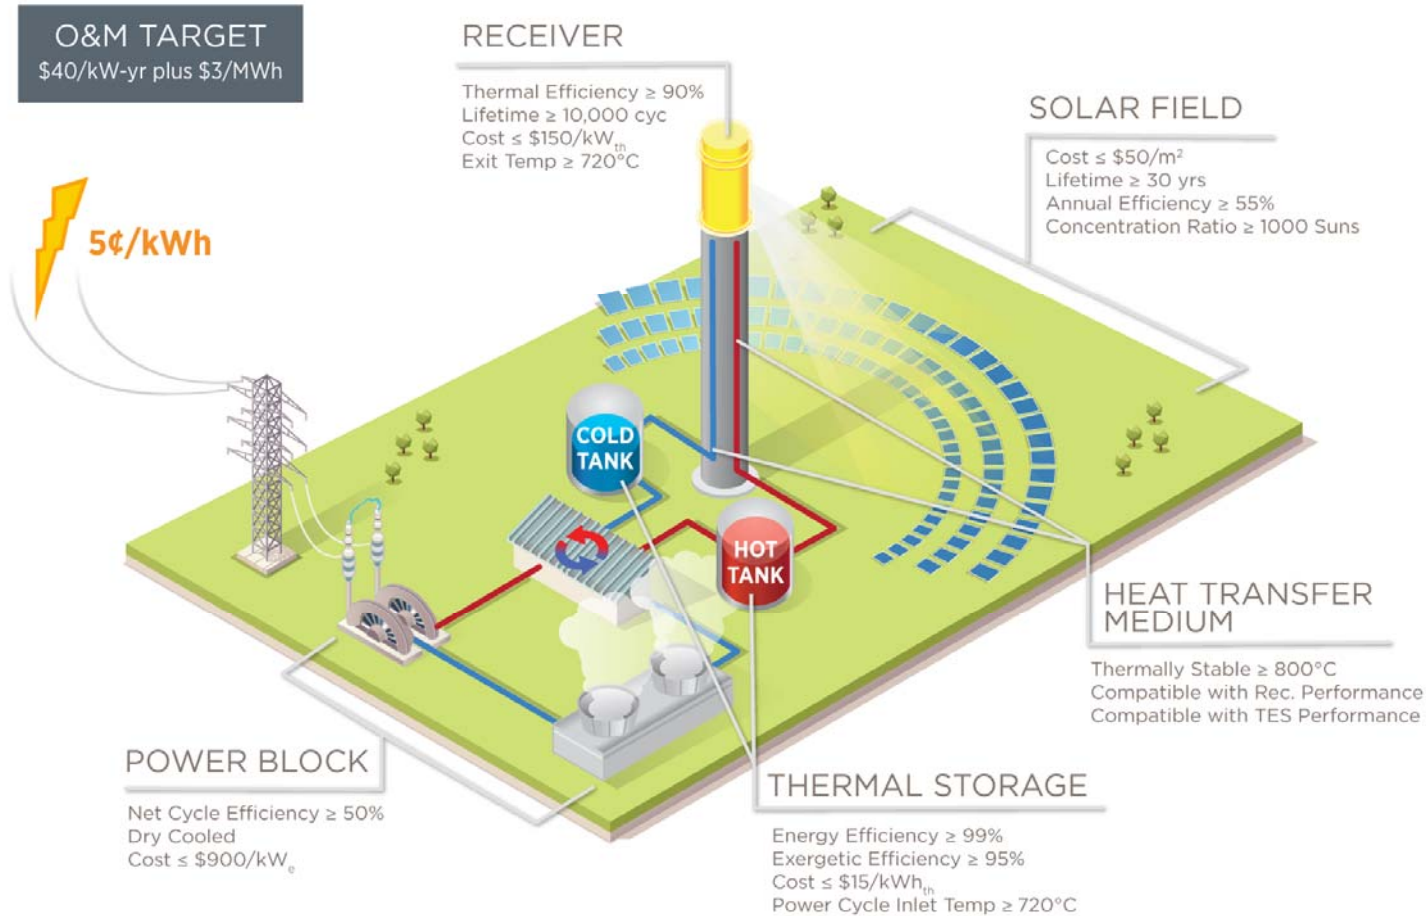 O&M TARGET
$40/kW-yr plus $3/MWh
RECEIVER
Thermal Efficiency ≥ 90%
Lifetime ≥ 10,000 cyc
Cost ≤ $150/kWth
Exit Temp ≥ 720°C
SOLAR FIELD
Cost ≤ $50/m²
Lifetime ≥ 30 yrs
Annual Efficiency ≥ 55%
Concentration Ratio ≥ 1000 Suns
5¢/kWh
COLD
TANK
HOT
TANK
HEAT TRANSFER
MEDIUM
Thermally Stable ≥ 800°C
Compatible with Rec. Performance
Compatible with TES Performance
POWER BLOCK
Net Cycle Efficiency ≥ 50%
Dry Cooled
Cost ≤ $900/kWe
THERMAL STORAGE
Energy Efficiency ≥ 99%
Exergetic Efficiency ≥ 95%
Cost ≤ $15/kWhth
Power Cycle Inlet Temp ≥ 720°C